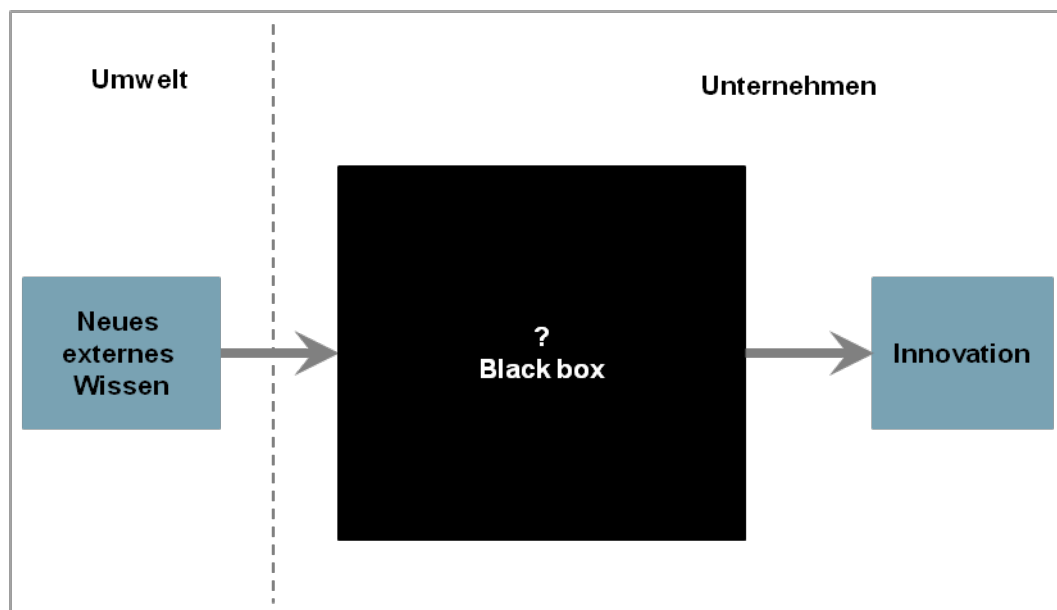 Umwelt
Unternehmen
Neues
externes
Wissen
?
Black box
Innovation